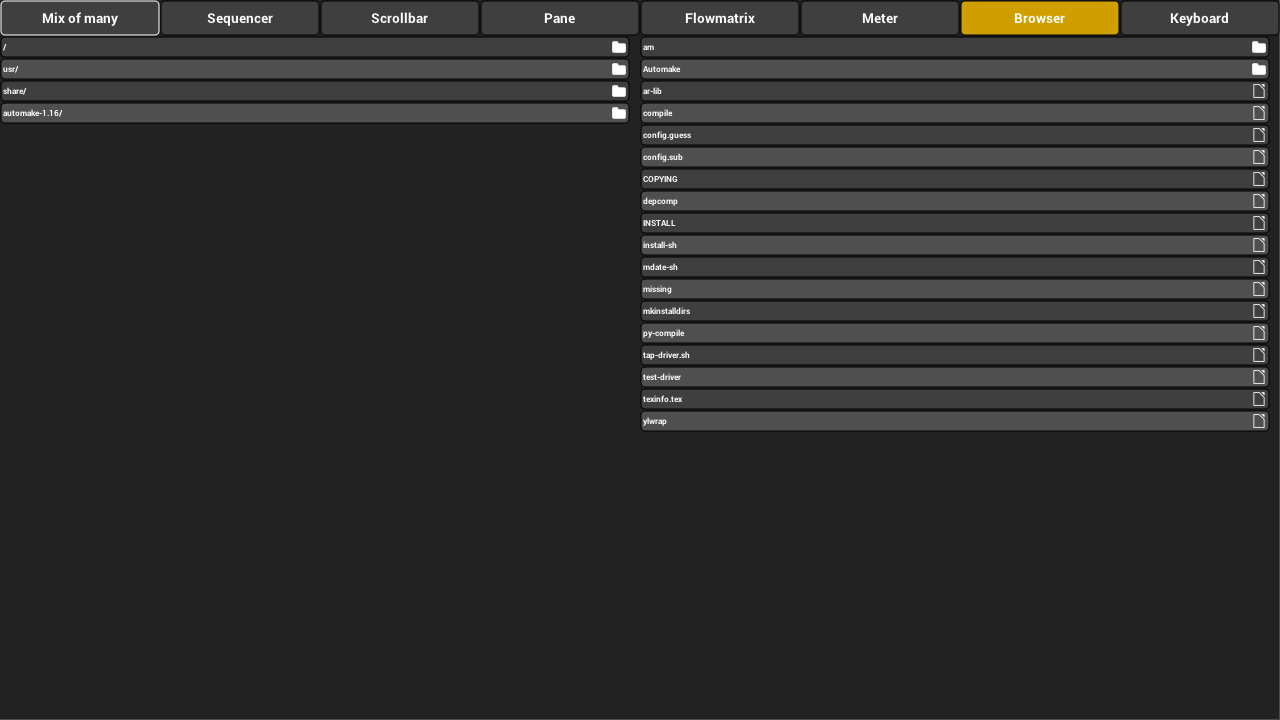 Mix of many Sequencer Scrollbar Pane Flowmatrix Meter Browser Keyboard
/
usr/
share/
automake-1.16/
am
Automake
ar-lib
compile
config.guess
config.sub
COPYING
depcomp
INSTALL
install-sh
mdate-sh
missing
mkinstalldirs
py-compile
tap-driver.sh
test-driver
texinfo.tex
ylwrap